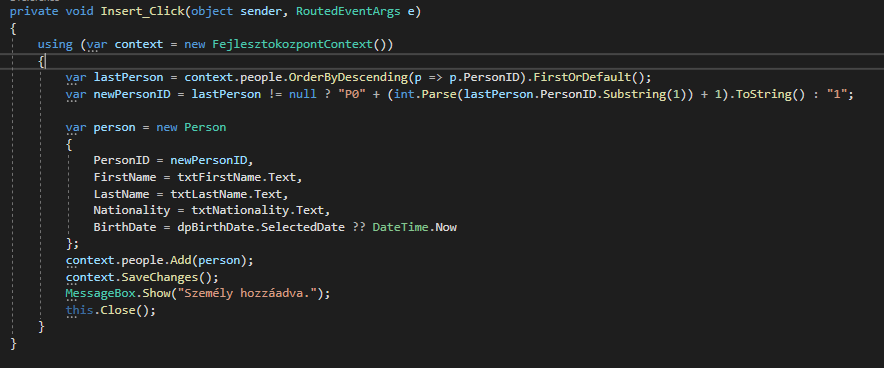 private void Insert_Click(object sender, RoutedEventArgs e)
{
using (var context = new FejlesztokozpontContext())
{
var lastPerson = context.people.OrderByDescending(p => p.PersonID).FirstOrDefault();
var newPersonID = lastPerson != null ? "P0" + (int.Parse(lastPerson.PersonID.Substring(1)) + 1).ToString() : "1";
var person = new Person
{
PersonID = newPersonID,
FirstName = txtFirstName.Text,
LastName = txtLastName.Text,
Nationality = txtNationality.Text,
BirthDate = dpBirthDate.SelectedDate ?? DateTime.Now
};
context.people.Add(person);
context.SaveChanges();
MessageBox.Show("Személy hozzáadva.");
this.Close();
}
}